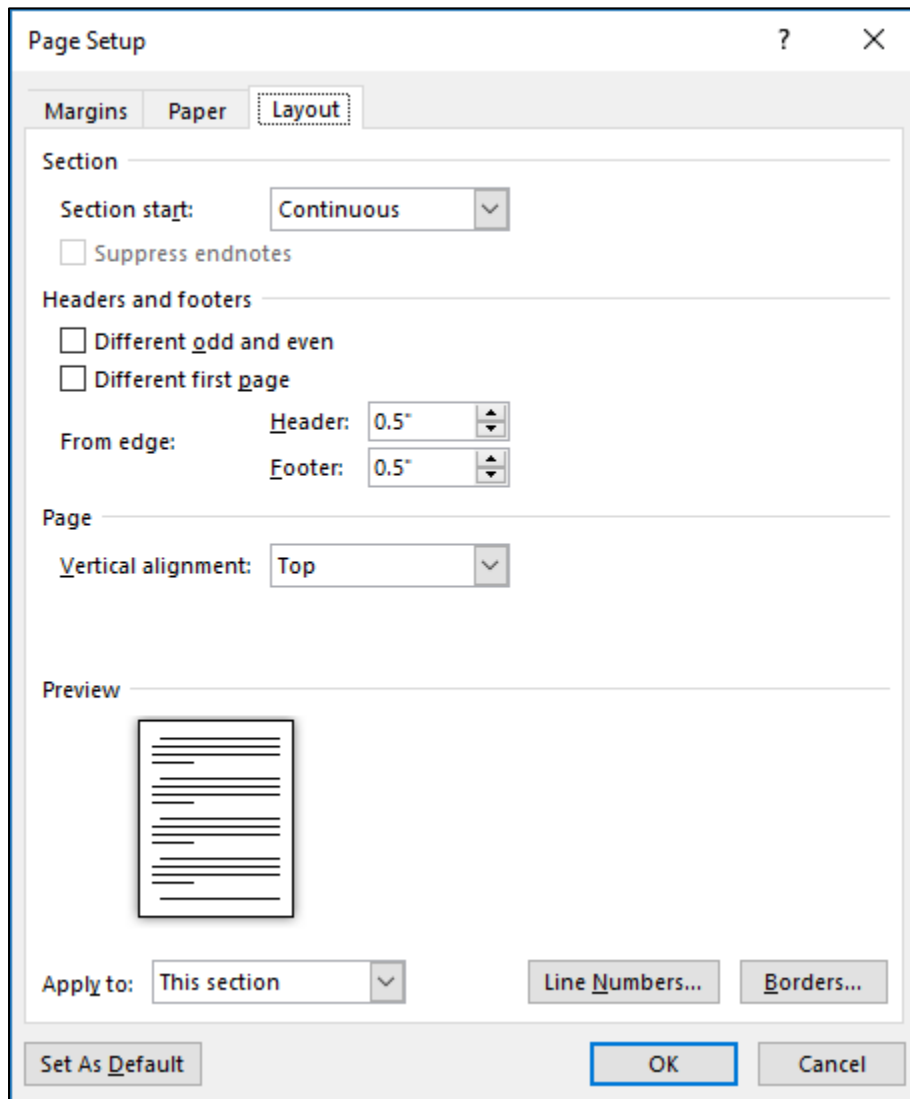 Page Setup ?
Margins Paper Layout
Section
Section start: Continuous
Suppress endnotes
Headers and footers
Different odd and even
Different first page
Header: 0.5"
From edge:
Footer: 0.5"
Page
Vertical alignment: Top
Preview
Apply to: This section Line Numbers... Borders...
Set As Default OK Cancel